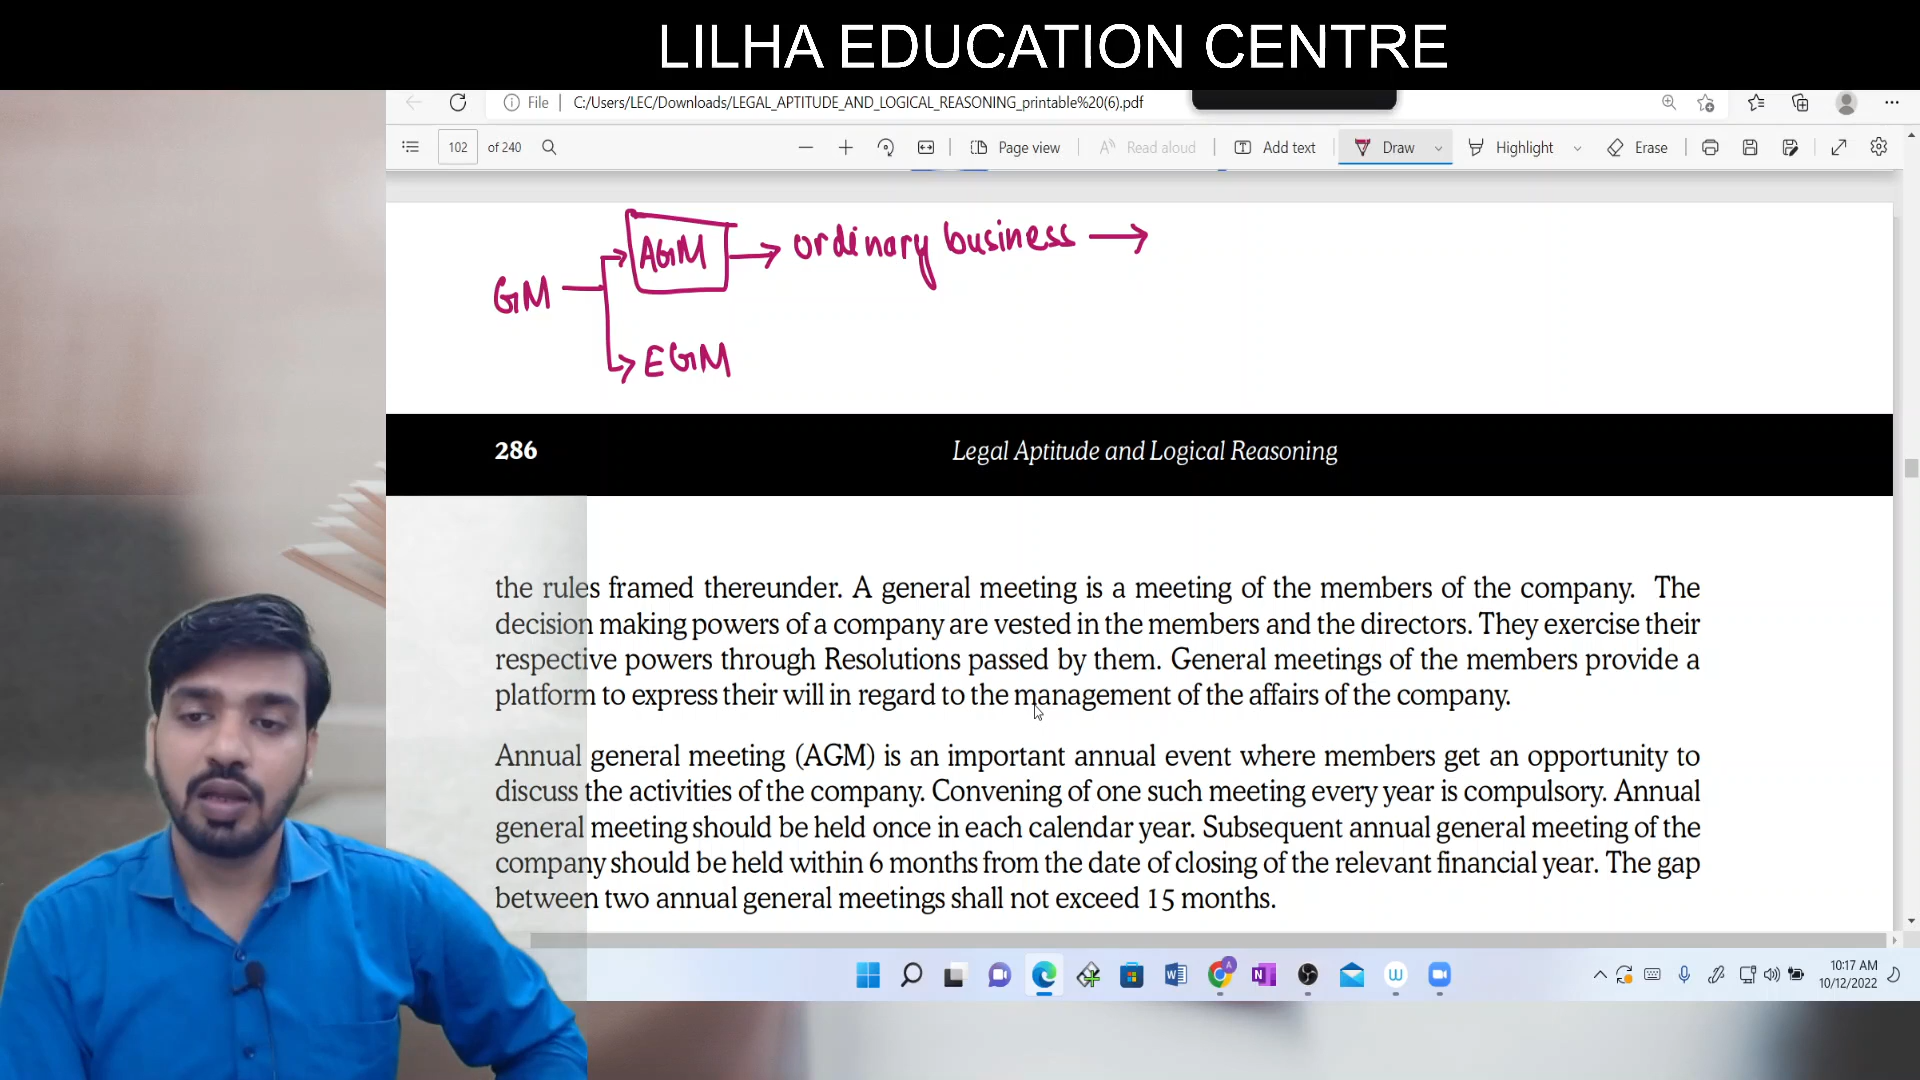 LILHA EDUCATION CENTRE
File | C:/Users/LEC/Downloads/LEGAL_APTITUDE_AND_LOGICAL_REASONING_printable%20(6).pdf
102 of 240 Page view Read aloud Add text Draw Highlight Erase
AGM → ordinary business →
GM
EGM
286 Legal Aptitude and Logical Reasoning
the rules framed thereunder. A general meeting is a meeting of the members of the company. The
decision making powers of a company are vested in the members and the directors. They exercise their
respective powers through Resolutions passed by them. General meetings of the members provide a
platform to express their will in regard to the management of the affairs of the company.
Annual general meeting (AGM) is an important annual event where members get an opportunity to
discuss the activities of the company. Convening of one such meeting every year is compulsory. Annual
general meeting should be held once in each calendar year. Subsequent annual general meeting of the
company should be held within 6 months from the date of closing of the relevant financial year. The gap
between two annual general meetings shall not exceed 15 months.
10:17 AM
10/12/2022